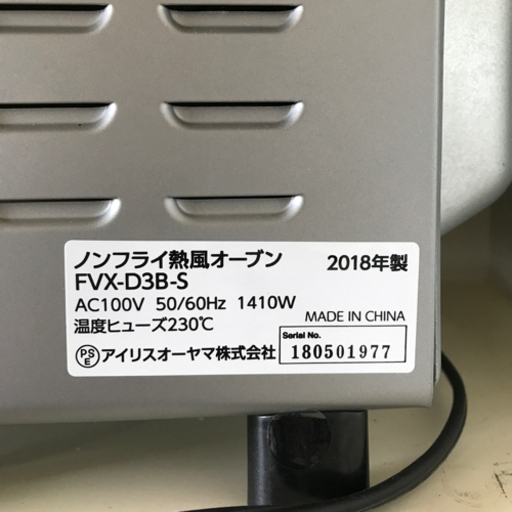 ノンフライ熱風オーブン 2018年製
FVX-D3B-S
AC100V 50/60Hz 1410W
温度ヒューズ230℃
MADE IN CHINA
PSE アイリスオーヤマ株式会社
Serial No.
180501977